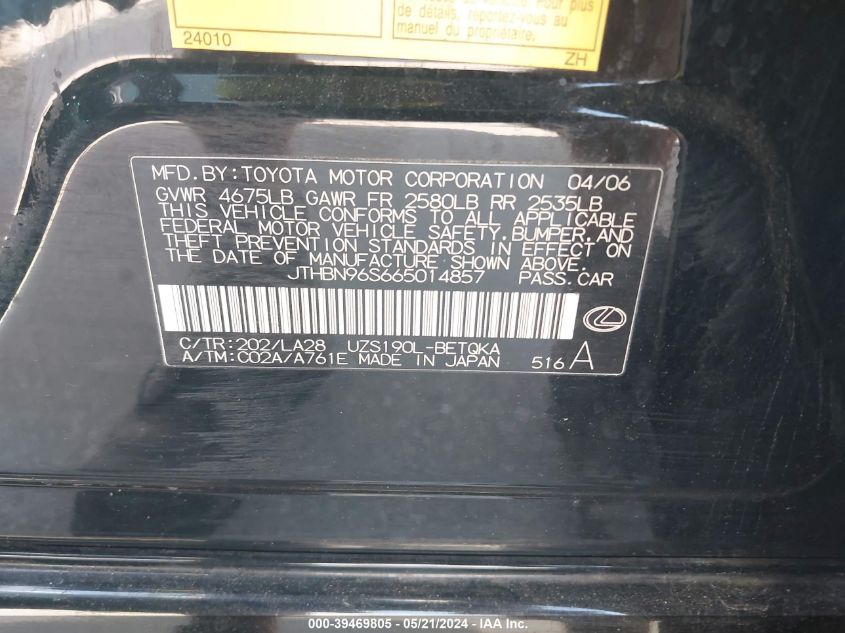 de détails, reportez-vous au
manuel du propriétaire.
24010
ZH
MFD. BY: TOYOTA MOTOR CORPORATION 04/06
GVWR 4675LB GAWR FR 2580LB RR 2535LB
THIS VEHICLE CONFORMS TO ALL APPLICABLE
FEDERAL MOTOR VEHICLE SAFETY, BUMPER, AND
THEFT PREVENTION STANDARDS IN EFFECT ON
THE DATE OF MANUFACTURE SHOWN ABOVE.
JTHBN96S665014857 PASS. CAR
C/TR: 202/LA28 UZS190L-BETQKA
A/TM: C02A/A761E MADE IN JAPAN 516 A
000-39469805 - 05/21/2024 - IAA Inc.